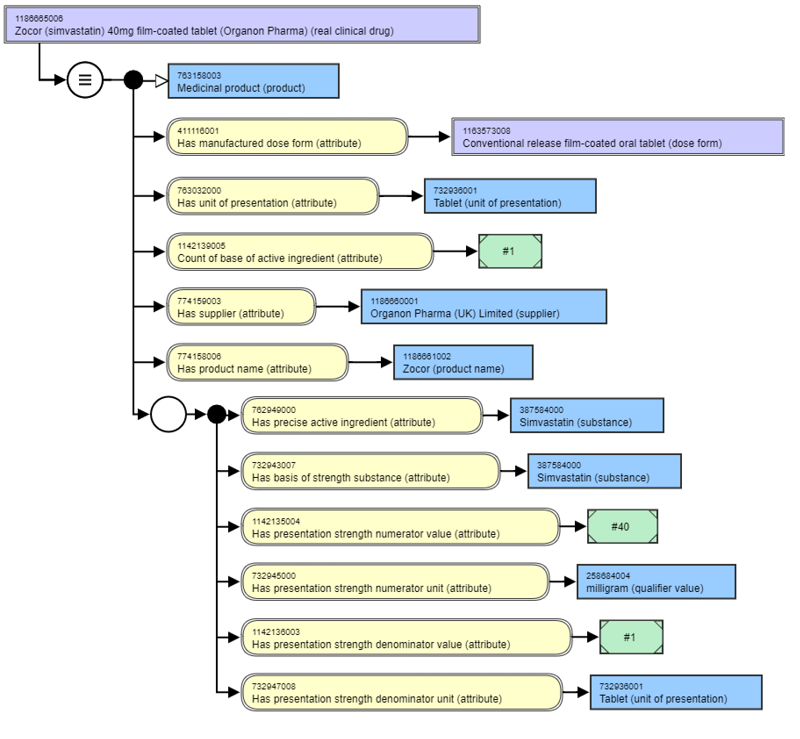 1186665006
Zocor (simvastatin) 40mg film-coated tablet (Organon Pharma) (real clinical drug)
763158003
Medicinal product (product)
411116001
Has manufactured dose form (attribute)
1163573008
Conventional release film-coated oral tablet (dose form)
763032000
Has unit of presentation (attribute)
732936001
Tablet (unit of presentation)
1142139005
Count of base of active ingredient (attribute)
#1
774159003
Has supplier (attribute)
1186660001
Organon Pharma (UK) Limited (supplier)
774158006
Has product name (attribute)
1186661002
Zocor (product name)
762949000
Has precise active ingredient (attribute)
387584000
Simvastatin (substance)
732943007
Has basis of strength substance (attribute)
387584000
Simvastatin (substance)
1142135004
Has presentation strength numerator value (attribute)
#40
732945000
Has presentation strength numerator unit (attribute)
258684004
milligram (qualifier value)
1142136003
Has presentation strength denominator value (attribute)
#1
732947008
Has presentation strength denominator unit (attribute)
732936001
Tablet (unit of presentation)